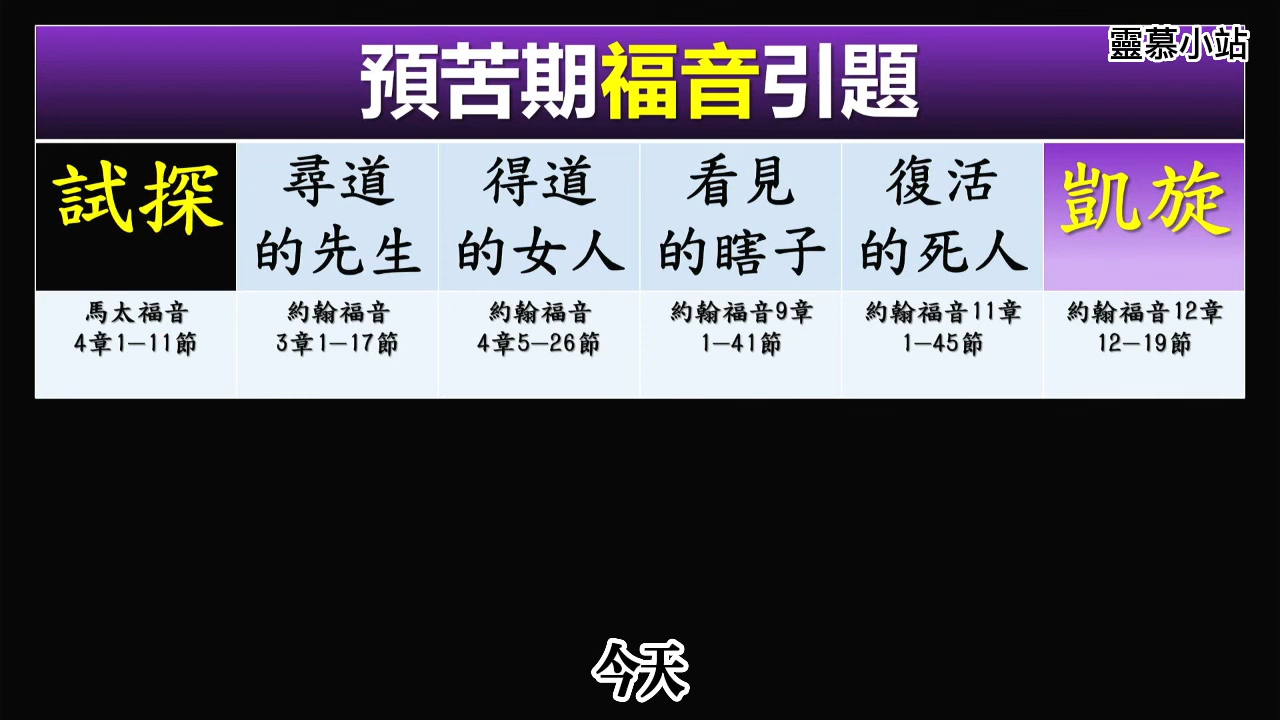 靈慕小站
預苦期福音引題
試探
尋道
的先生
得道
的女人
看見
的瞎子
復活
的死人
凱旋
馬太福音
4章1–11節
約翰福音
3章1–17節
約翰福音
4章5–26節
約翰福音9章
1–41節
約翰福音11章
1–45節
約翰福音12章
12–19節
今天